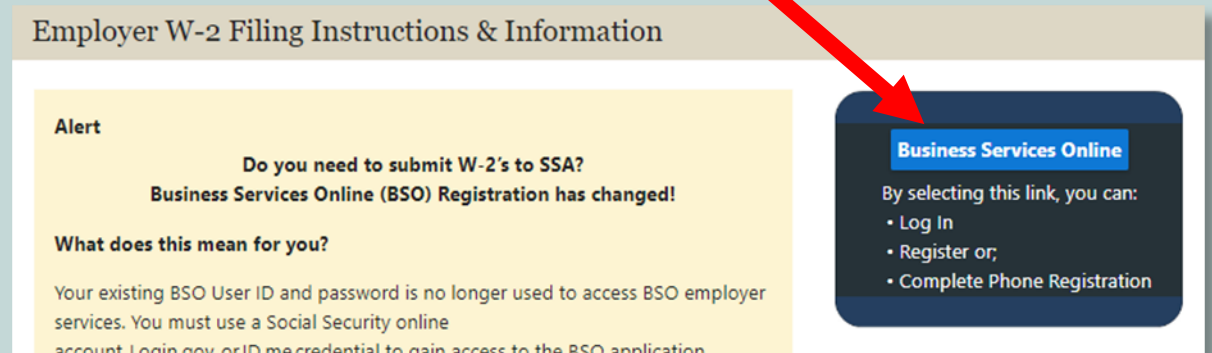 Employer W-2 Filing Instructions & Information
Alert
Do you need to submit W-2's to SSA?
Business Services Online (BSO) Registration has changed!
What does this mean for you?
Your existing BSO User ID and password is no longer used to access BSO employer
services. You must use a Social Security online
account, Login.gov, or ID.me credential to gain access to the BSO application
Business Services Online
By selecting this link, you can:
• Log In
• Register or;
• Complete Phone Registration